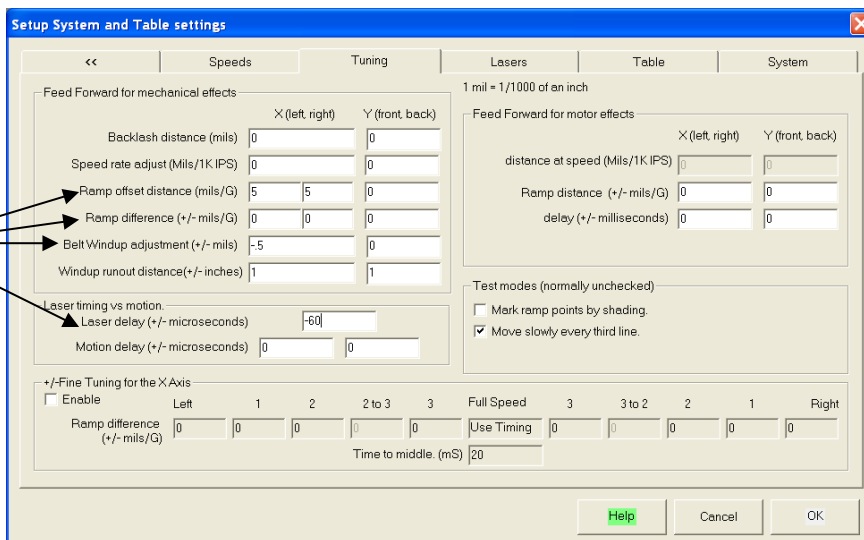 Setup System and Table settings
<< Speeds Tuning Lasers Table System
Feed Forward for mechanical effects
X (left, right) Y (front, back)
Backlash distance (mils) 0 0
Speed rate adjust (Mils/1K IPS) 0 0
Ramp offset distance (mils/G) 5 5 0
Ramp difference (+/- mils/G) 0 0 0
Belt Windup adjustment (+/- mils) -.5 0
Windup runout distance(+/- inches) 1 1
Laser timing vs motion.
Laser delay (+/- microseconds) -60
Motion delay (+/- microseconds) 0 0
1 mil = 1/1000 of an inch
Feed Forward for motor effects
X (left, right) Y (front, back)
distance at speed (Mils/1K IPS) 0 0
Ramp distance (+/- mils/G) 0 0
delay (+/- milliseconds) 0 0
Test modes (normally unchecked)
Mark ramp points by shading.
Move slowly every third line.
+/-Fine Tuning for the X Axis
Enable Left 1 2 2 to 3 3 Full Speed 3 3 to 2 2 1 Right
Ramp difference (+/- mils/G) 0 0 0 0 0 Use Timing 0 0 0 0 0
Time to middle. (mS) 20
Help Cancel OK